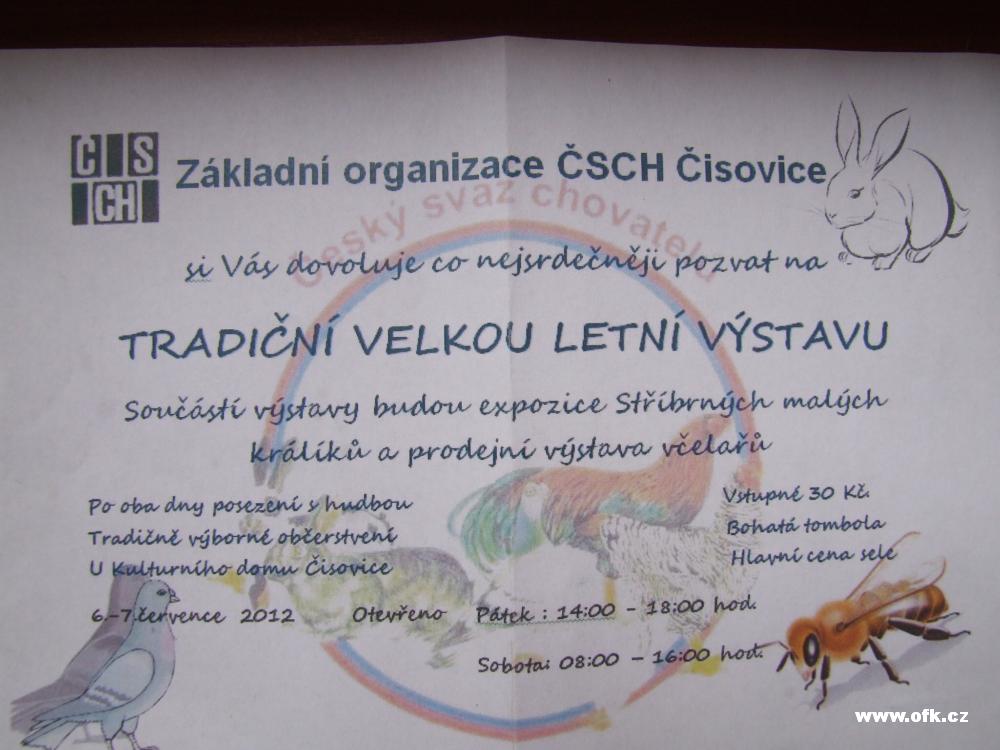 ČSCH
Základní organizace ČSCH Čisovice
Český svaz chovatelů
si Vás dovoluje co nejsrdečněji pozvat na
TRADIČNÍ VELKOU LETNÍ VÝSTAVU
Součástí výstavy budou expozice Stříbrných malých
králíků a prodejní výstava včelařů
Po oba dny posezení s hudbou
Tradičně výborné občerstvení
U Kulturního domu Čisovice
Vstupné 30 Kč.
Bohatá tombola
Hlavní cena sele
6.-7.července 2012 Otevřeno Pátek : 14:00 - 18:00 hod.
Sobota: 08:00 - 16:00 hod.
www.ofk.cz